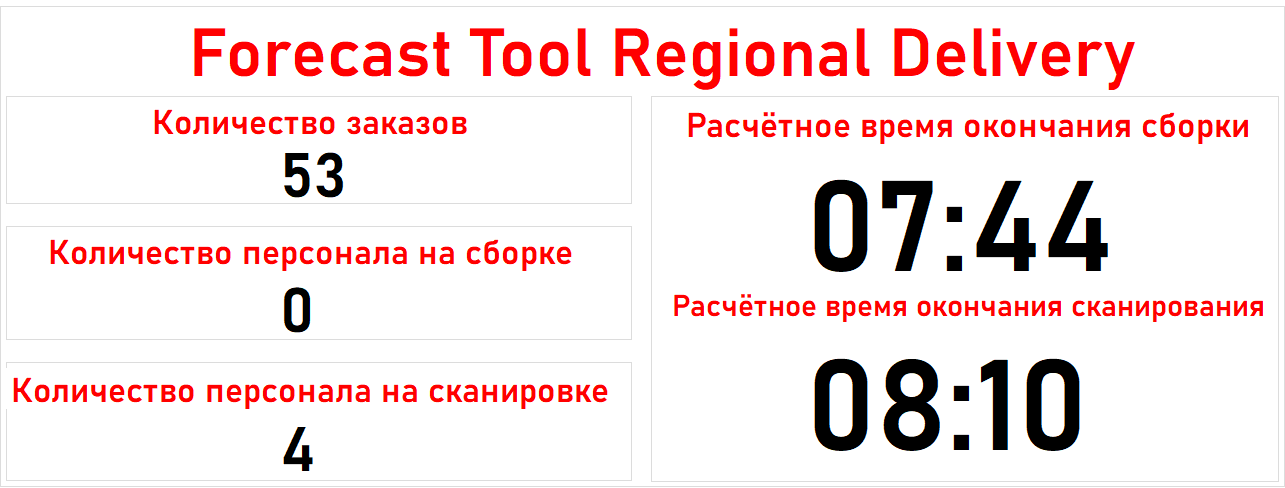 Forecast Tool Regional Delivery
Количество заказов
53
Количество персонала на сборке
0
Количество персонала на сканировке
4
Расчётное время окончания сборки
07:44
Расчётное время окончания сканирования
08:10